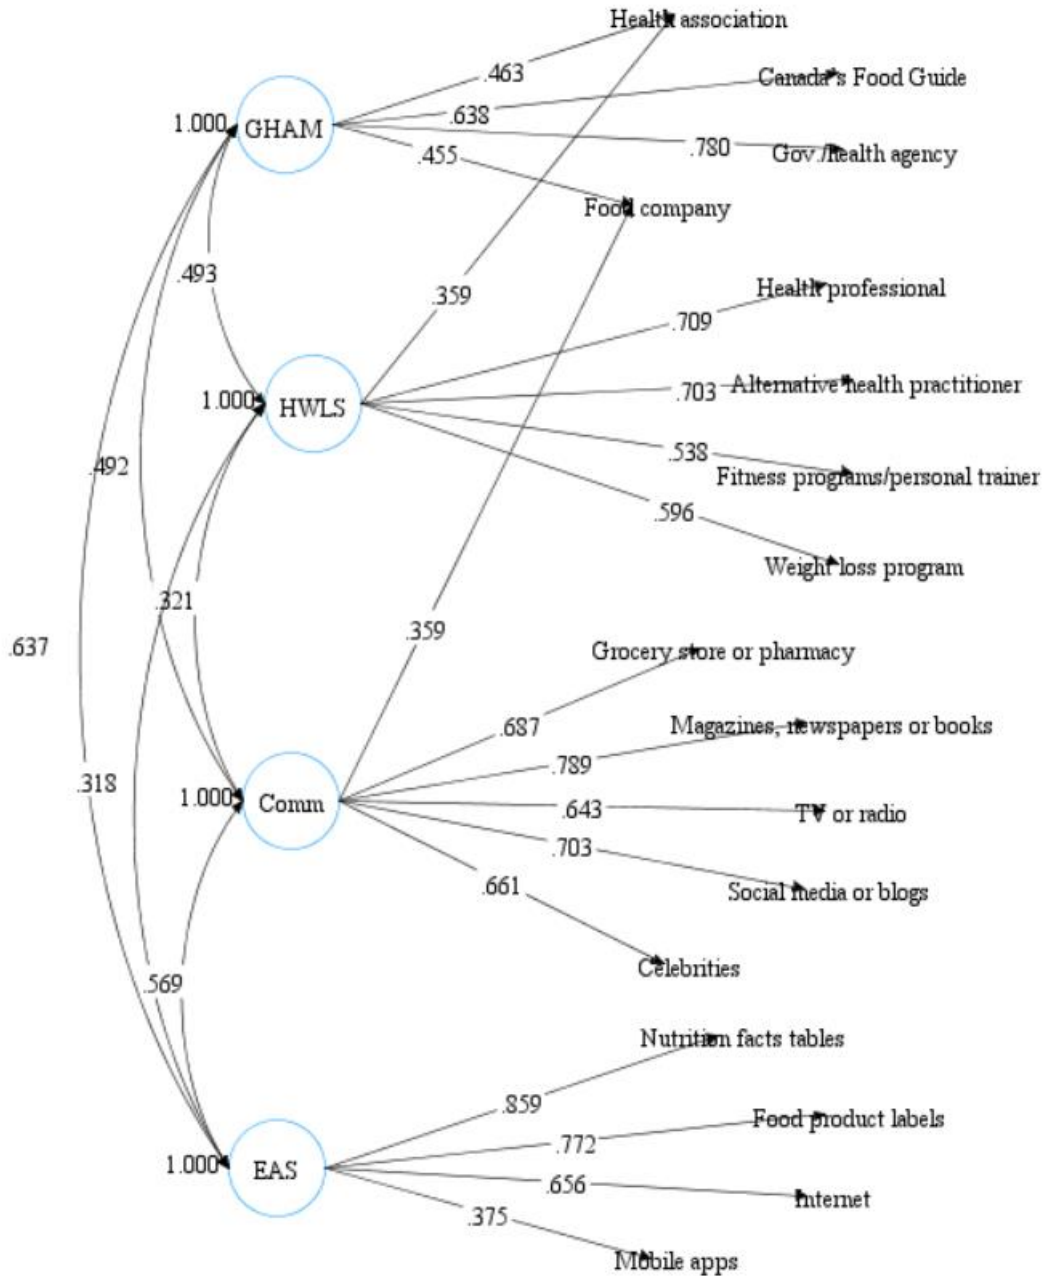 Health association
.463
Canada's Food Guide
1.000
GHAM
.638
.780
Gov./health agency
.455
Food company
.493
.359
Health professional
.709
1.000
HWLS
.703
Alternative health practitioner
.538
Fitness programs/personal trainer
.492
.596
Weight loss program
.321
.359
.637
Grocery store or pharmacy
.687
Magazines, newspapers or books
.789
.318
1.000
Comm
.643
TV or radio
.703
.661
Social media or blogs
Celebrities
.569
Nutrition facts tables
.859
Food product labels
.772
1.000
EAS
.656
Internet
.375
Mobile apps